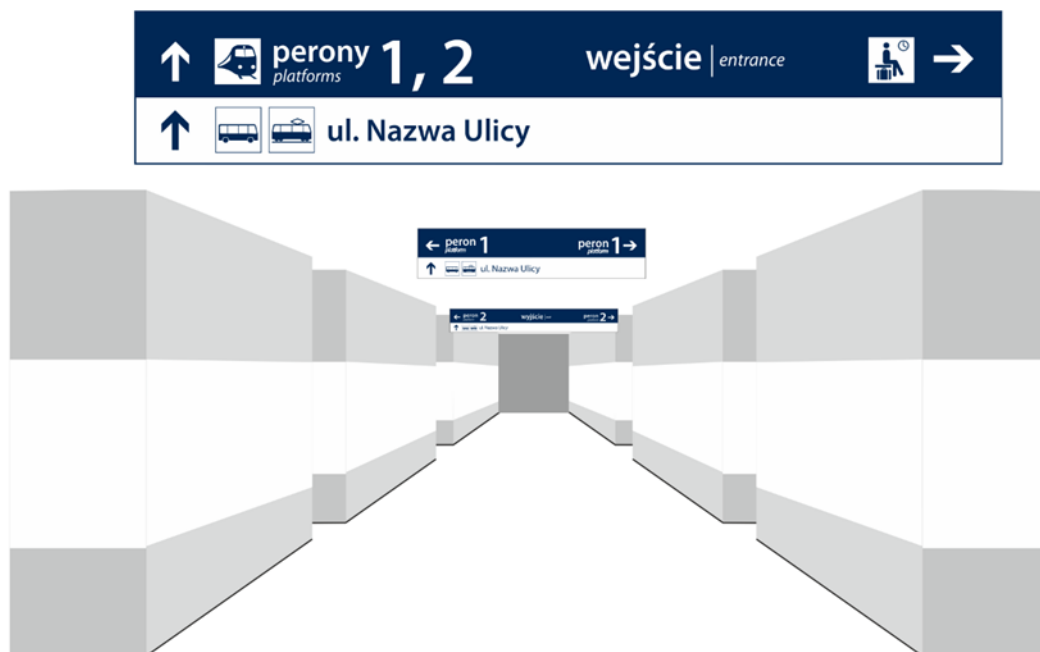 perony 1, 2 wejście | entrance
platforms
ul. Nazwa Ulicy
peron 1 peron 1
platform platform
ul. Nazwa Ulicy
peron 2 wyjście peron 2
ul. Nazwa Ulicy